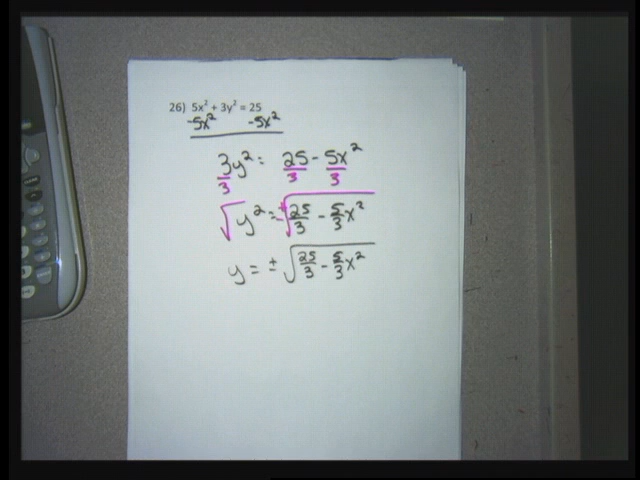 26) 5x² + 3y² = 25
-5x² -5x²
3y² = 25 - 5x²
3 3 3
√y² = ±√25/3 - 5/3x²
y = ± √25/3 - 5/3x²